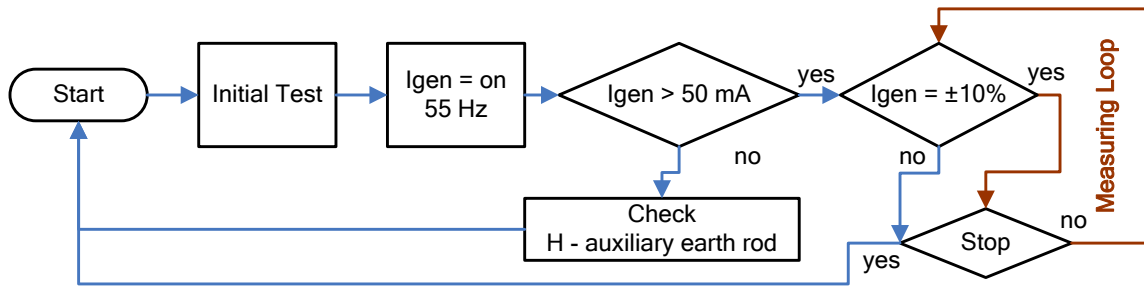 Start
Initial Test
Igen = on
55 Hz
Igen > 50 mA
yes
no
Check
H - auxiliary earth rod
Igen = ±10%
yes
no
Stop
yes
no
Measuring Loop